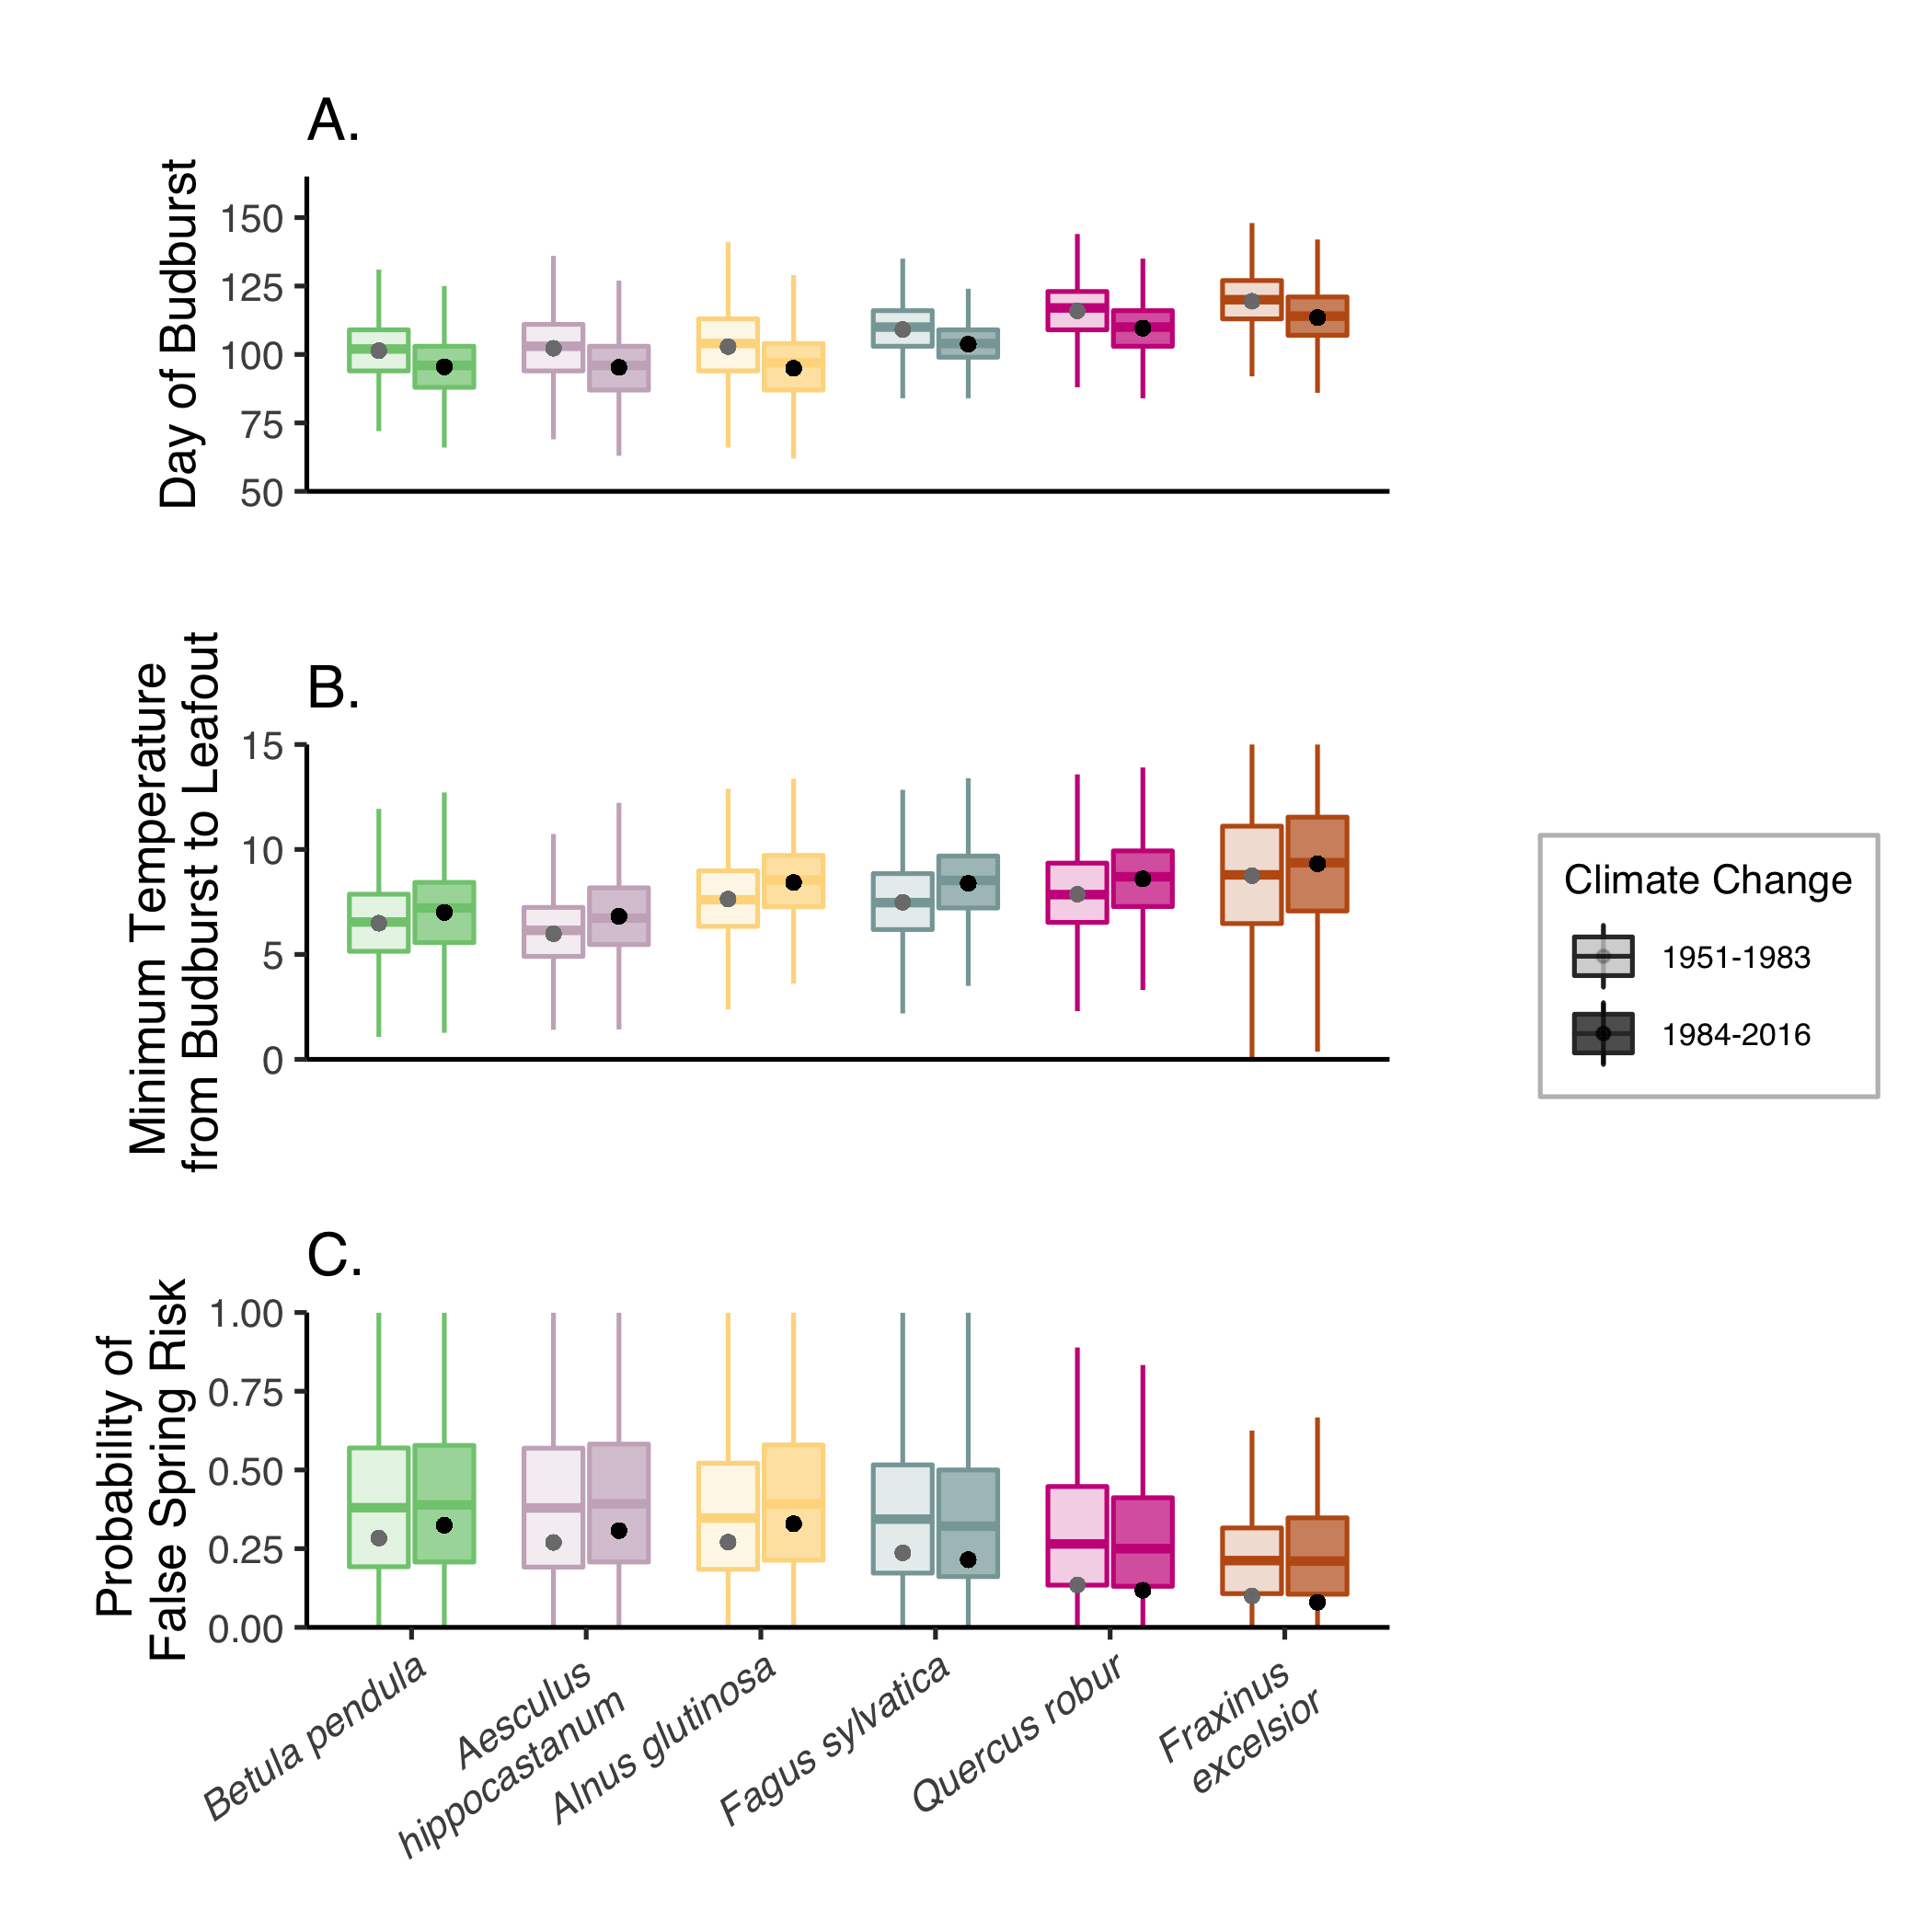 A.
Day of Budburst
150
125
100
75
50
B.
Minimum Temperature
from Budburst to Leafout
15
10
5
0
C.
Probability of
False Spring Risk
1.00
0.75
0.50
0.25
0.00
Betula pendula
Aesculus
hippocastanum
Alnus glutinosa
Fagus sylvatica
Quercus robur
Fraxinus
excelsior
Climate Change
1951-1983
1984-2016